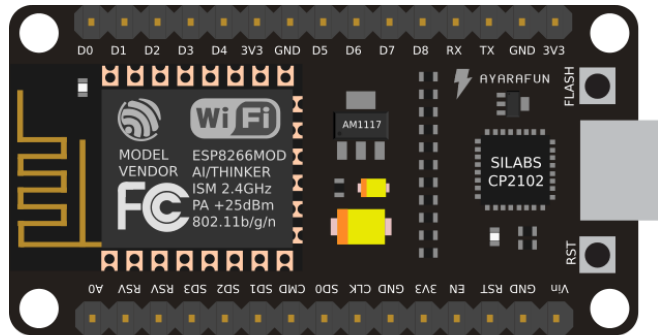 D0 D1 D2 D3 D4 3V3 GND D5 D6 D7 D8 RX TX GND 3V3
AYARAFUN
FLASH
WiFi
MODEL
VENDOR
FC
ESP8266MOD
AI/THINKER
ISM 2.4GHz
PA +25dBm
802.11b/g/n
AM1117
SILABS
CP2102
RST
A0 RSV RSV SD3 SD2 SD1 CMD SD0 CLK GND 3V3 EN RST GND Vin